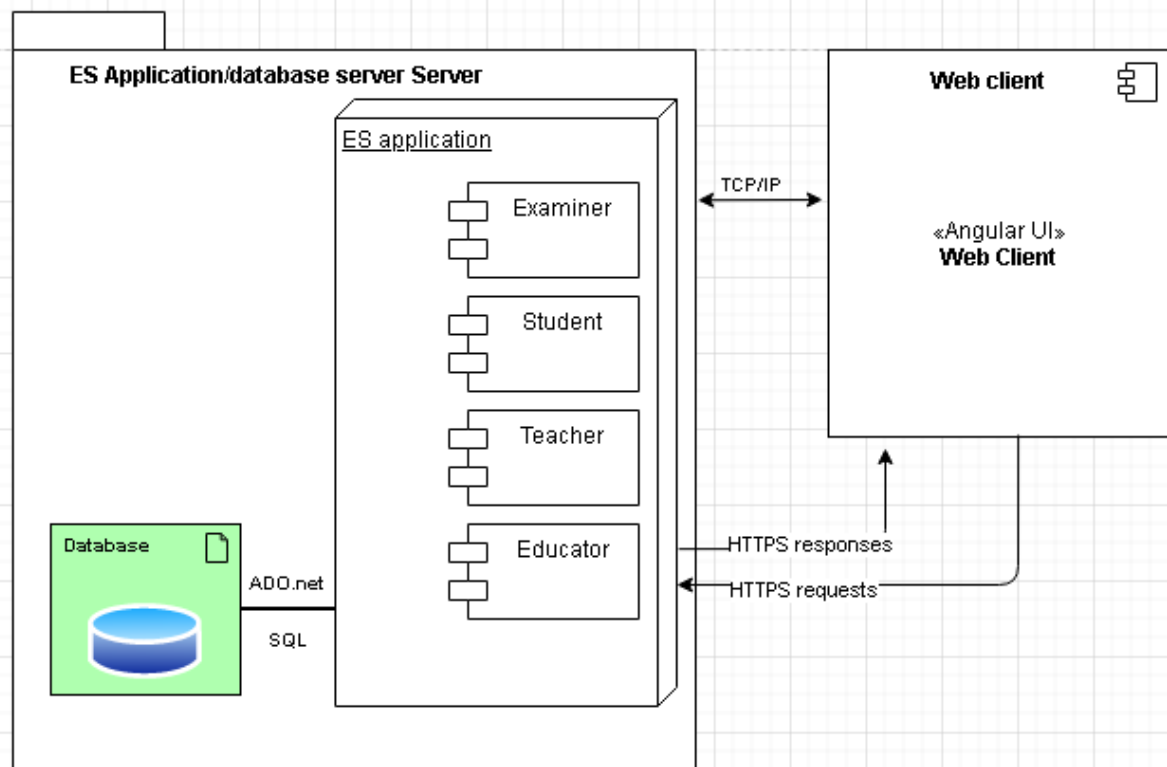 ES Application/database server Server
Web client
ES application
Examiner
TCP/IP
«Angular UI»
Web Client
Student
Teacher
Database
Educator
HTTPS responses
ADO.net
HTTPS requests
SQL